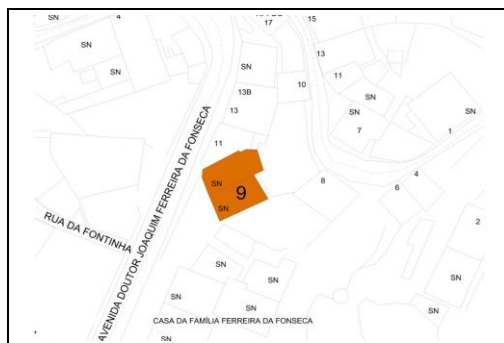 4
17
15
SN
SN
SN
13
SN
11
10
13B
SN
SN
13
7
1
11
SN
9
SN
8
4
6
2
RUA DA FONTINHA
AVENIDA DOUTOR JOAQUIM FERREIRA DA FONSECA
SN
SN
SN
SN
SN
SN
SN
CASA DA FAMÍLIA FERREIRA DA FONSECA
SN